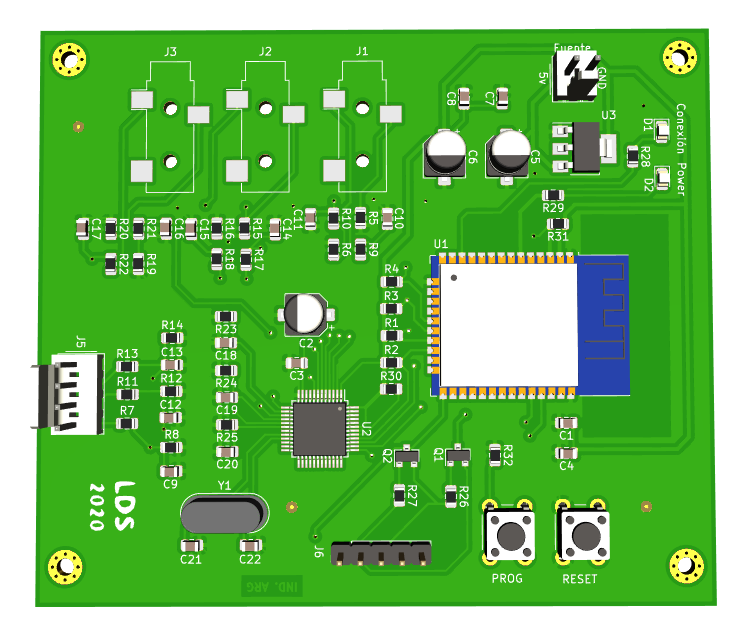 J3
J2
J1
Fuente
5v
GND
C8
C7
U3
D1
Conexión Power
R28
D2
C6
C5
R29
R31
C17
R20
R21
C16
C15
R16
R15
C14
C11
R10
R5
C10
R22
R19
R18
R17
R6
R9
U1
R4
R3
R1
R2
R30
C2
C3
R23
C18
R24
C19
R25
C20
R14
C13
R12
C12
R8
C9
J5
R13
R11
R7
U2
Q2
Q1
R32
R27
R26
C1
C4
Y1
C21
C22
J6
LDS
2020
PROG
RESET
IND. ARG